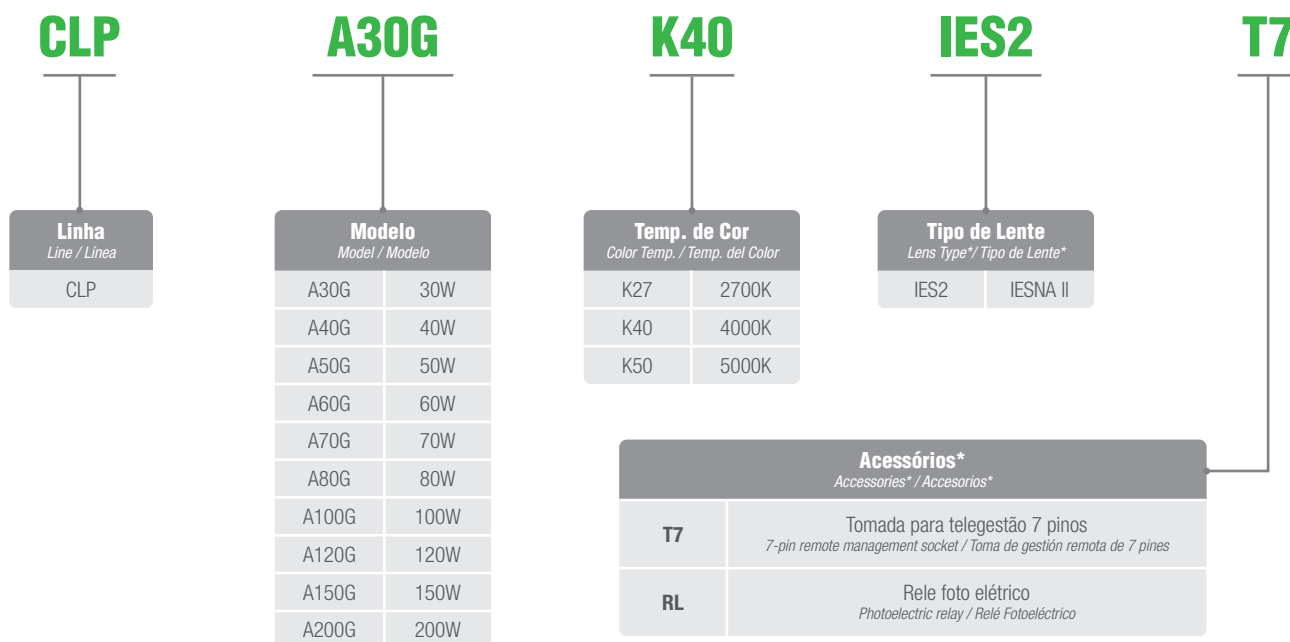 CLP A30G K40 IES2 T7
Linha
Line / Línea
CLP
Modelo
Model / Modelo
A30G 30W
A40G 40W
A50G 50W
A60G 60W
A70G 70W
A80G 80W
A100G 100W
A120G 120W
A150G 150W
A200G 200W
Temp. de Cor
Color Temp. / Temp. del Color
K27 2700K
K40 4000K
K50 5000K
Tipo de Lente
Lens Type*/ Tipo de Lente*
IES2 IESNA II
Acessórios*
Accessories* / Accesorios*
T7 Tomada para telegestão 7 pinos
7-pin remote management socket / Toma de gestión remota de 7 pines
RL Rele foto elétrico
Photoelectric relay / Relé Fotoeléctrico